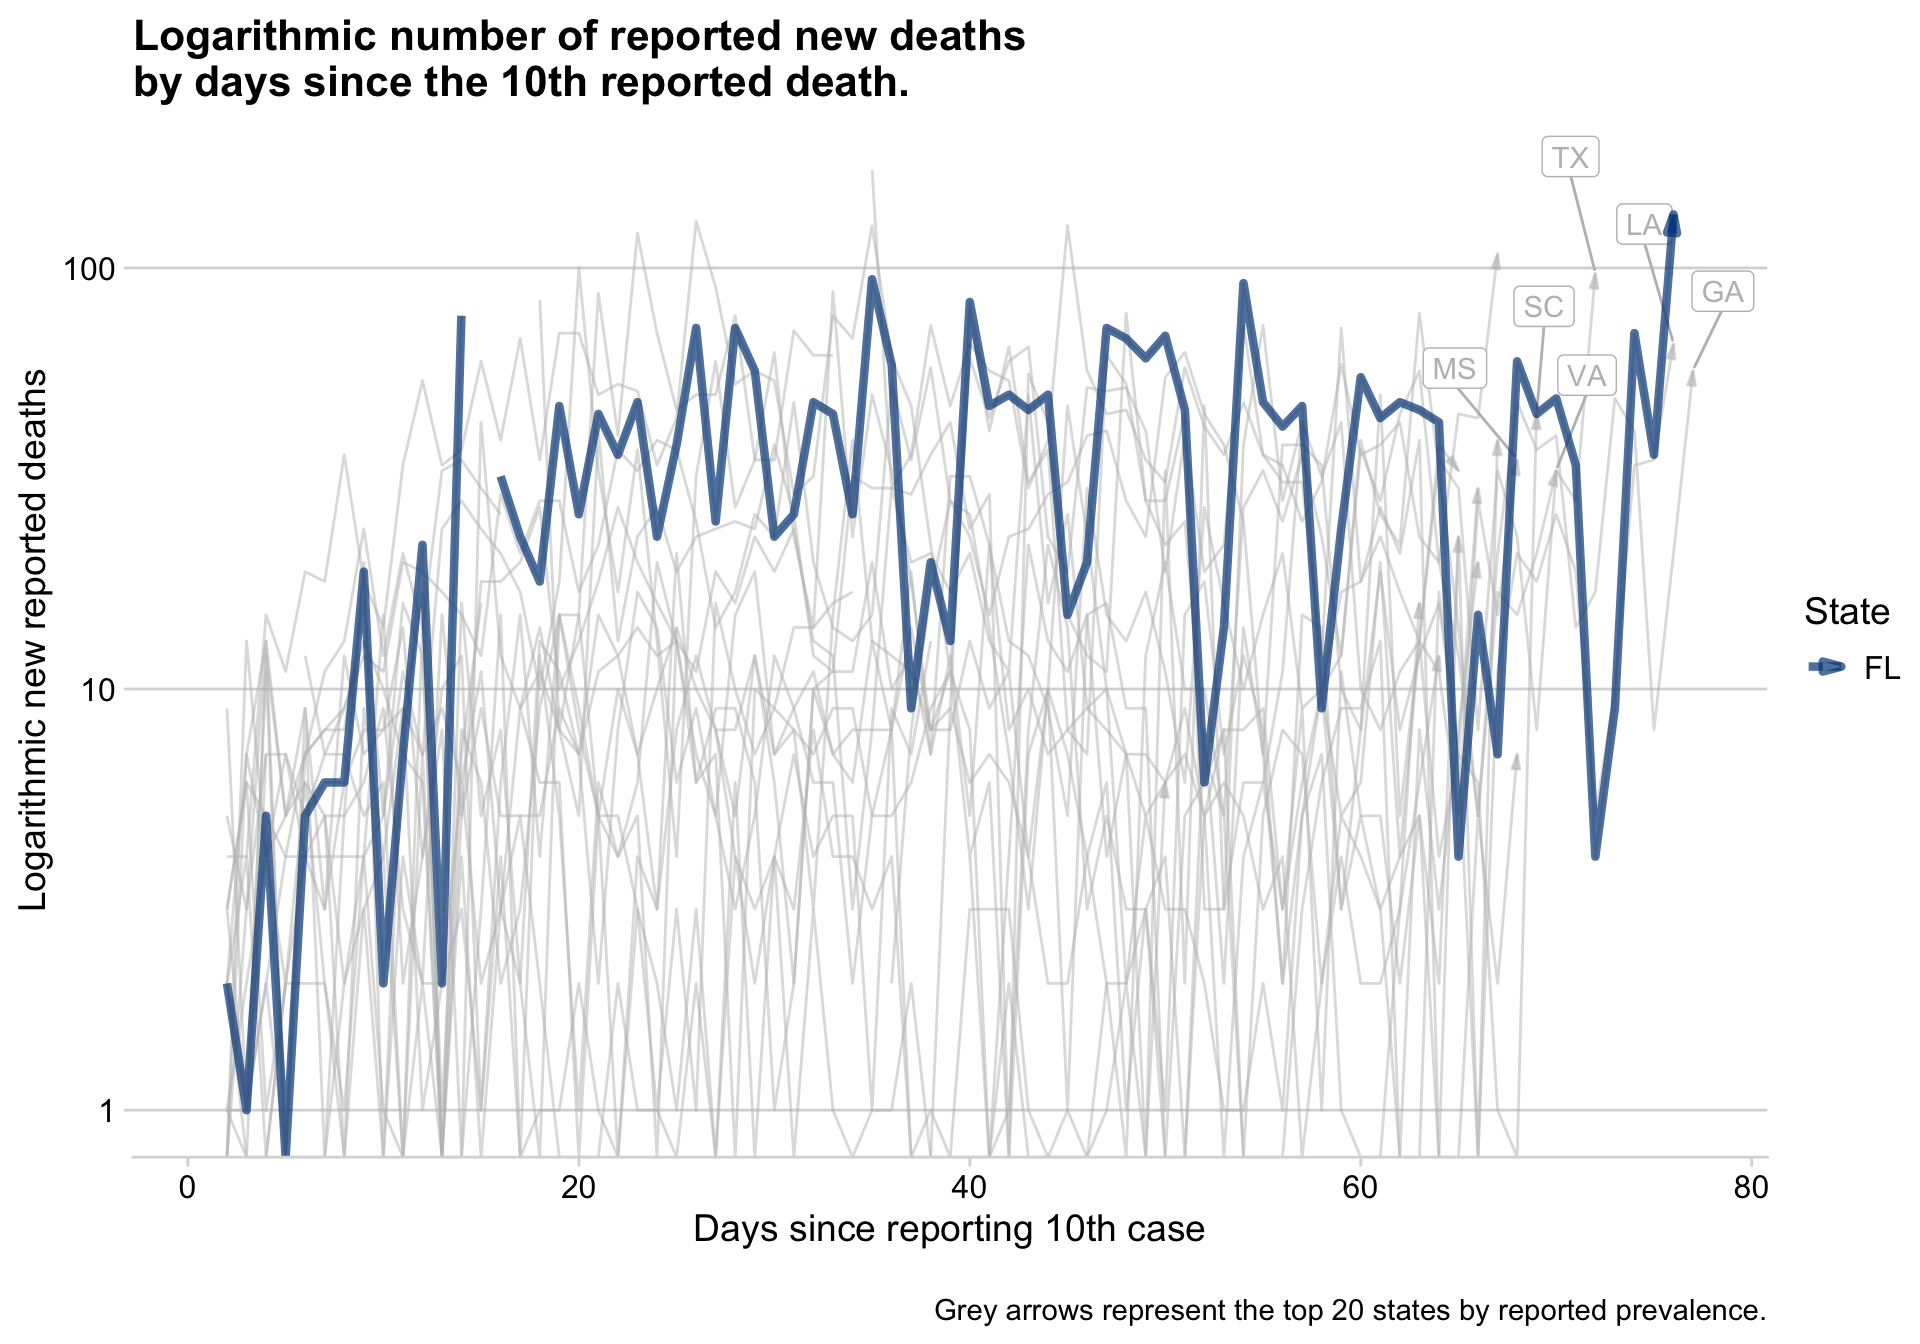 Logarithmic number of reported new deaths
by days since the 10th reported death.
Logarithmic new reported deaths
100
10
1
TX
LA
GA
SC
MS
VA
State
FL
0
20
40
60
80
Days since reporting 10th case
Grey arrows represent the top 20 states by reported prevalence.